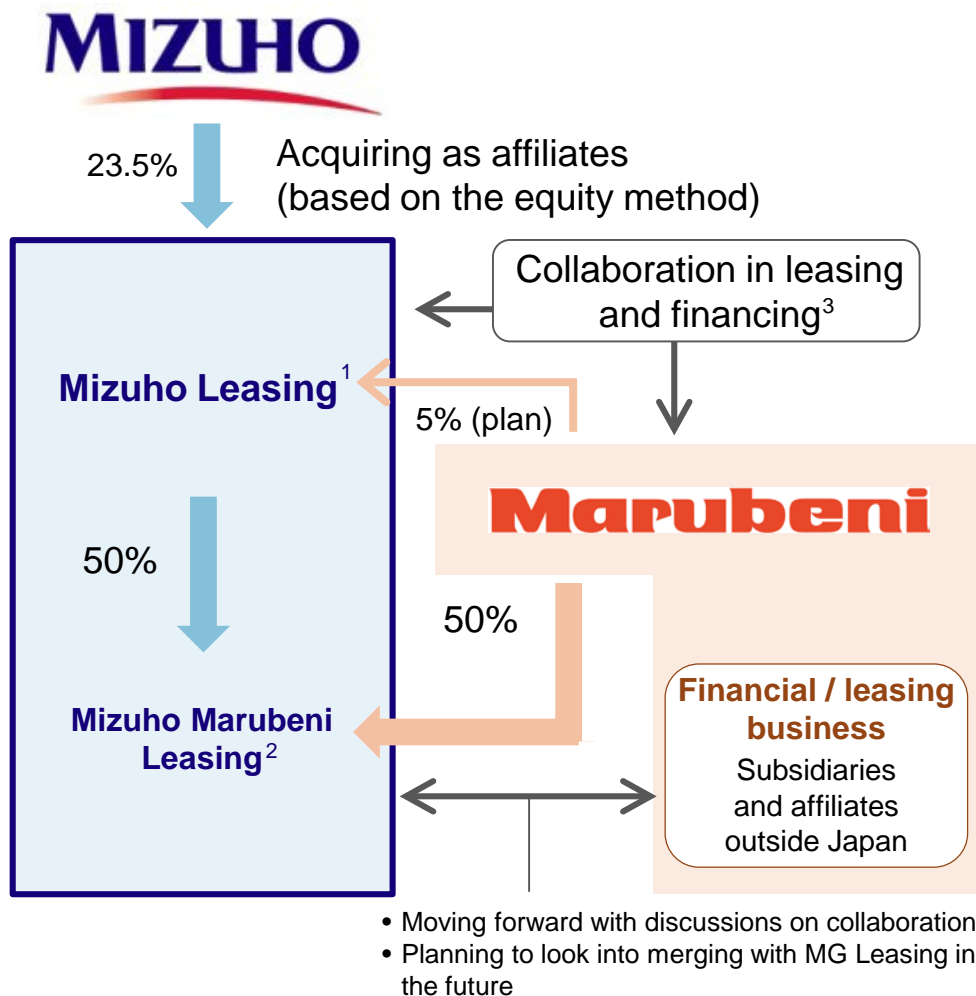 MIZUHO
23.5%
Acquiring as affiliates
(based on the equity method)
Collaboration in leasing
and financing3
Mizuho Leasing1
5% (plan)
Marubeni
50%
50%
Mizuho Marubeni
Leasing2
Financial / leasing
business
Subsidiaries
and affiliates
outside Japan
• Moving forward with discussions on collaboration
• Planning to look into merging with MG Leasing in
the future